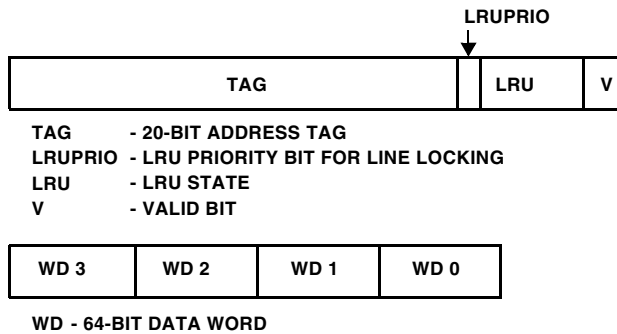 LRUPRIO
TAG LRU V
TAG - 20-BIT ADDRESS TAG
LRUPRIO - LRU PRIORITY BIT FOR LINE LOCKING
LRU - LRU STATE
V - VALID BIT
WD 3 WD 2 WD 1 WD 0
WD - 64-BIT DATA WORD